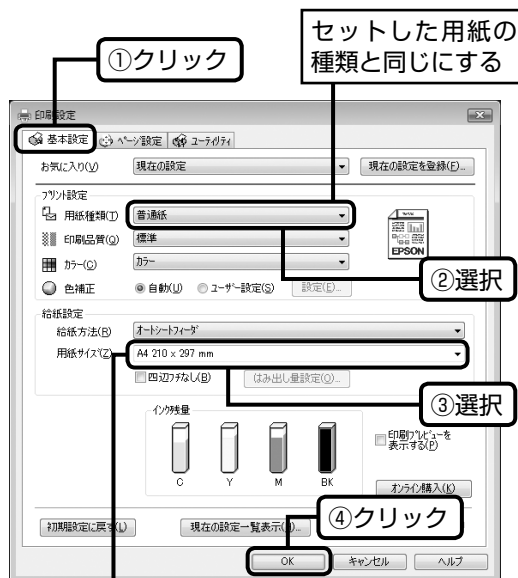 セットした用紙の
種類と同じにする
①クリック
印刷設定
基本設定 ページ設定 ユーティリティ
お気に入り(V) 現在の設定 現在の設定を登録(F)...
プリント設定
用紙種類(T) 普通紙
印刷品質(Q) 標準
カラー(C) カラー
EPSON
②選択
色補正 自動(U) ユーザー設定(S) 設定(E)...
給紙設定
給紙方法(R) オートシートフィーダ
用紙サイズ(Z) A4 210 x 297 mm
四辺フチなし(B) はみ出し量設定(O)...
③選択
インク残量
C Y M BK
印刷プレビューを
表示する(P)
オンライン購入(K)
④クリック
初期設定に戻す(L) 現在の設定一覧表示
OK キャンセル ヘルプ